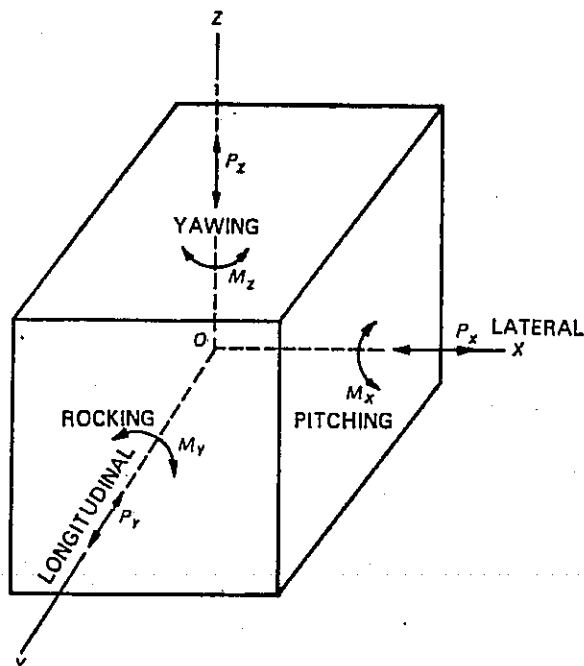 Z
P_Z
YAWING
M_Z
O
P_X LATERAL
X
M_X
ROCKING
PITCHING
M_Y
P_Y
LONGITUDINAL
Y